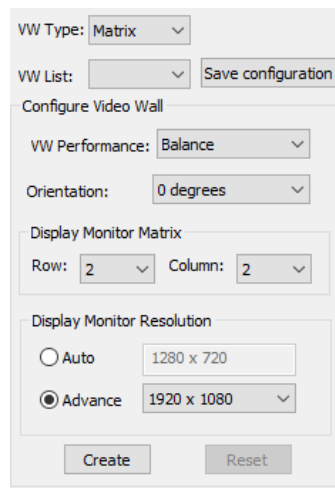 VW Type: Matrix
VW List: Save configuration
Configure Video Wall
VW Performance: Balance
Orientation: 0 degrees
Display Monitor Matrix
Row: 2 Column: 2
Display Monitor Resolution
Auto 1280 x 720
Advance 1920 x 1080
Create Reset